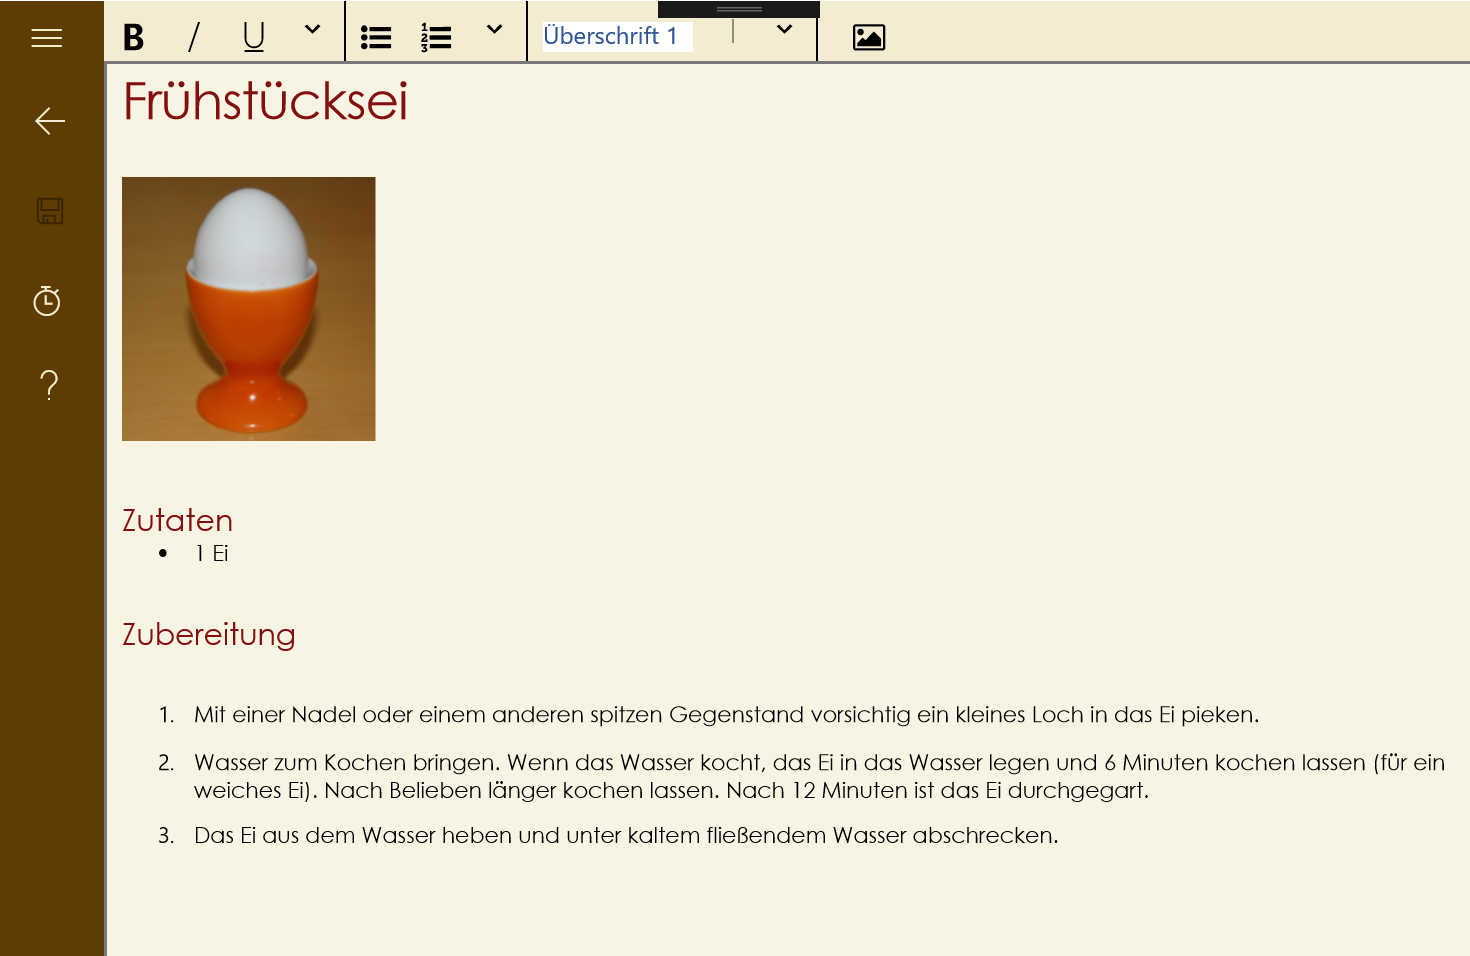 B / U
Überschrift 1
Frühstücksei
Zutaten
• 1 Ei
Zubereitung
1. Mit einer Nadel oder einem anderen spitzen Gegenstand vorsichtig ein kleines Loch in das Ei pieken.
2. Wasser zum Kochen bringen. Wenn das Wasser kocht, das Ei in das Wasser legen und 6 Minuten kochen lassen (für ein
weiches Ei). Nach Belieben länger kochen lassen. Nach 12 Minuten ist das Ei durchgegart.
3. Das Ei aus dem Wasser heben und unter kaltem fließendem Wasser abschrecken.